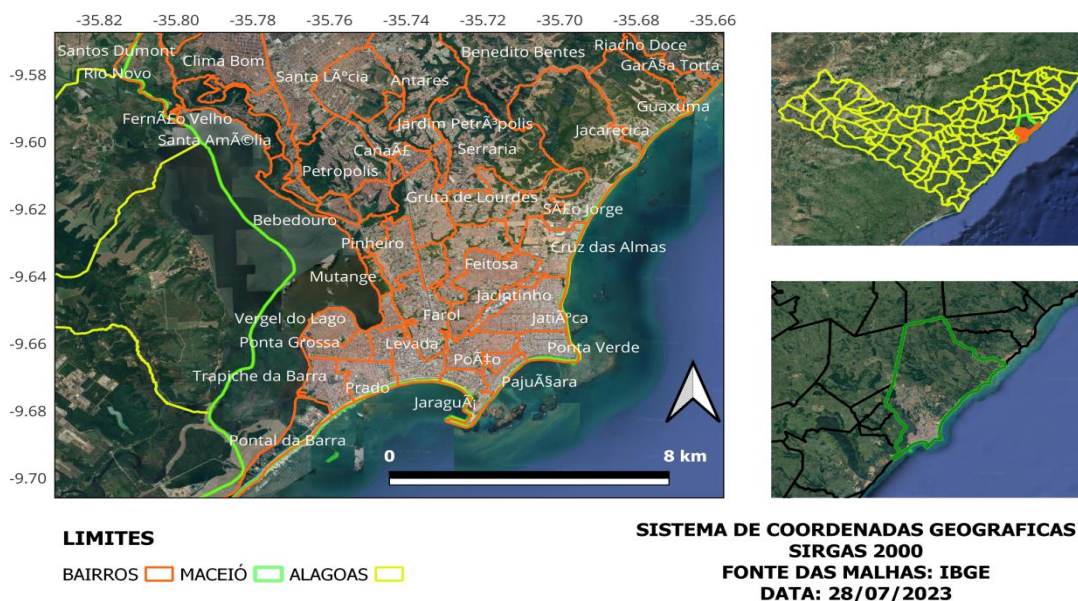 -35.82 -35.80 -35.78 -35.76 -35.74 -35.72 -35.70 -35.68 -35.66
-9.58
-9.60
-9.62
-9.64
-9.66
-9.68
-9.70
Santos Dumont
Rio Novo
Clima Bom
Santa LÃºcia
Antares
Benedito Bentes
Riacho Doce
GarÃ§a Torta
Guaxuma
FernÃ£o Velho
Santa AmÃ©lia
Jardim PetrÃ³polis
Jacarecica
CanaÃ£
Serraria
Petropolis
Gruta de Lourdes
SÃ£o Jorge
Bebedouro
Pinheiro
Cruz das Almas
Feitosa
Mutange
Jacintinho
Vergel do Lago
Farol
JatiÃºca
Ponta Grossa
Levada
Ponta Verde
PoÃ‡o
Trapiche da Barra
Prado
PajuÃ§ara
JaraguÃ¡
Pontal da Barra
0 8 km
LIMITES
BAIRROS MACEIÓ ALAGOAS
SISTEMA DE COORDENADAS GEOGRAFICAS
SIRGAS 2000
FONTE DAS MALHAS: IBGE
DATA: 28/07/2023